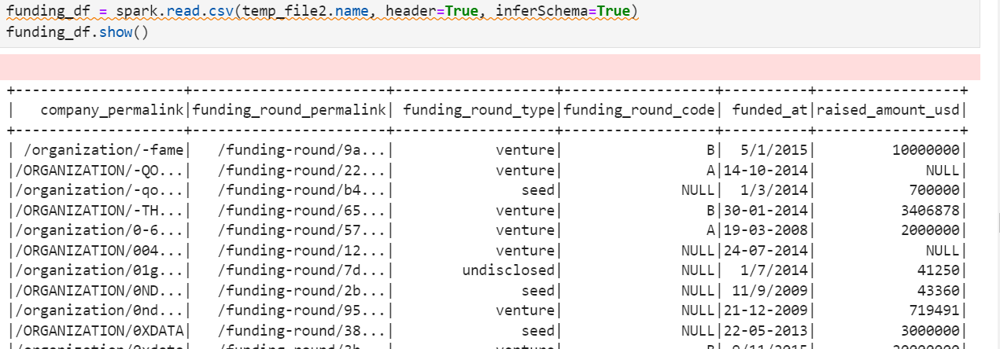 funding_df = spark.read.csv(temp_file2.name, header=True, inferSchema=True)
funding_df.show()
+--------------------+-----------------------+------------------+------------------+----------+-----------------+
|   company_permalink|funding_round_permalink| funding_round_type|funding_round_code| funded_at|raised_amount_usd|
+--------------------+-----------------------+------------------+------------------+----------+-----------------+
| /organization/-fame|   /funding-round/9a...|           venture|                 B|  5/1/2015|         10000000|
|/ORGANIZATION/-QO...|   /funding-round/22...|           venture|                 A|14-10-2014|             NULL|
|/organization/-qo...|   /funding-round/b4...|              seed|              NULL|  1/3/2014|           700000|
|/ORGANIZATION/-TH...|   /funding-round/65...|           venture|                 B|30-01-2014|          3406878|
|/organization/0-6...|   /funding-round/57...|           venture|                 A|19-03-2008|          2000000|
|/ORGANIZATION/004...|   /funding-round/12...|           venture|              NULL|24-07-2014|             NULL|
|/organization/01g...|   /funding-round/7d...|       undisclosed|              NULL|  1/7/2014|            41250|
|/ORGANIZATION/0ND...|   /funding-round/2b...|              seed|              NULL| 11/9/2009|            43360|
|/organization/0nd...|   /funding-round/95...|           venture|              NULL|21-12-2009|           719491|
|/ORGANIZATION/0XDATA|   /funding-round/38...|              seed|              NULL|22-05-2013|          3000000|